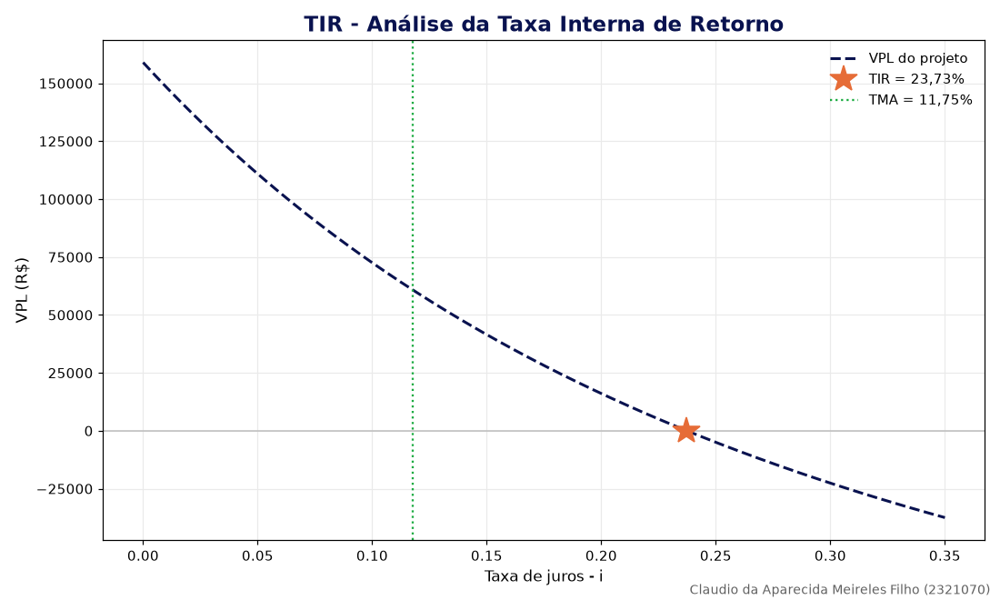 TIR - Análise da Taxa Interna de Retorno
VPL do projeto
TIR = 23,73%
TMA = 11,75%
VPL (R$)
150000
125000
100000
75000
50000
25000
0
−25000
0.00 0.05 0.10 0.15 0.20 0.25 0.30 0.35
Taxa de juros - i
Claudio da Aparecida Meireles Filho (2321070)